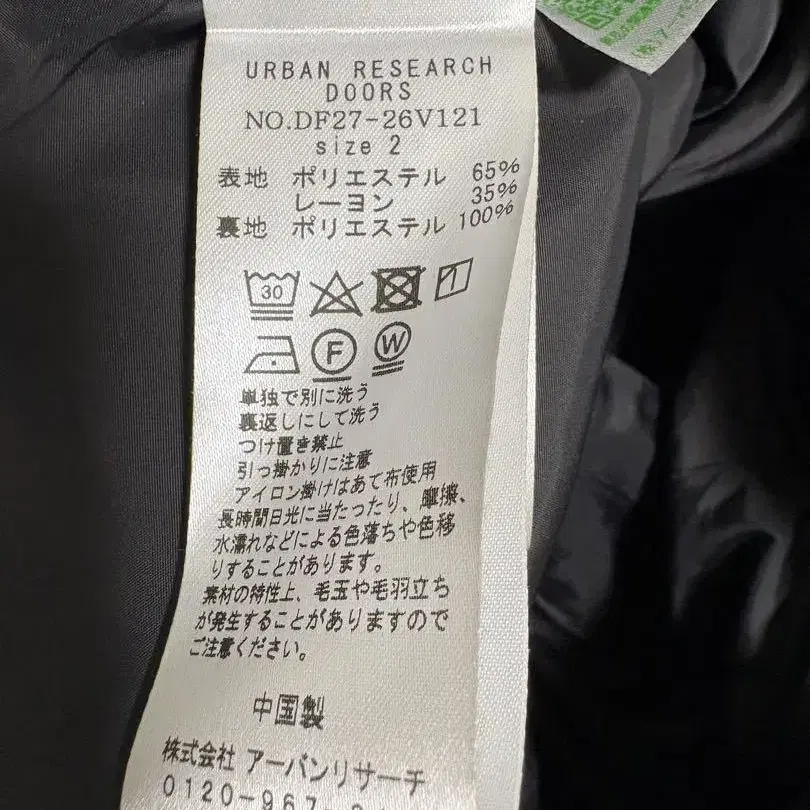 URBAN RESEARCH
DOORS
NO.DF27-26V121
size 2
表地 ポリエステル 65%
レーヨン 35%
裏地 ポリエステル 100%
30
F W
単独で別に洗う
裏返しにして洗う
つけ置き禁止
引っ掛かりに注意
アイロン掛けはあて布使用
長時間日光に当たったり、摩擦、
水濡れなどによる色落ちや色移
りすることがあります。
素材の特性上、毛玉や毛羽立ち
が発生することがありますので
ご注意ください。
中国製
株式会社 アーバンリサーチ
0120-967-